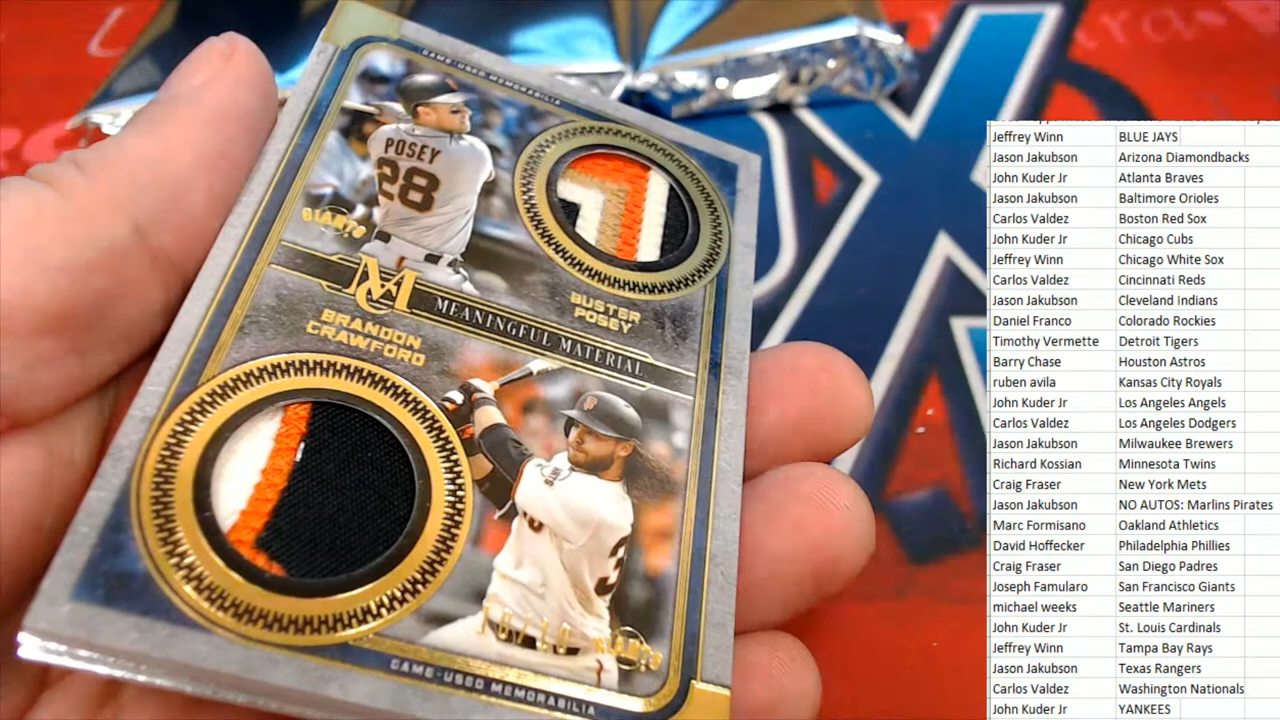 GAME-USED MEMORABILIA
POSEY
28
GIANTS
BUSTER
POSEY
M
MEANINGFUL MATERIAL
BRANDON
CRAWFORD
3
10/10
GIANTS
GAME-USED MEMORABILIA
Jeffrey Winn BLUE JAYS
Jason Jakubson Arizona Diamondbacks
John Kuder Jr Atlanta Braves
Jason Jakubson Baltimore Orioles
Carlos Valdez Boston Red Sox
John Kuder Jr Chicago Cubs
Jeffrey Winn Chicago White Sox
Carlos Valdez Cincinnati Reds
Jason Jakubson Cleveland Indians
Daniel Franco Colorado Rockies
Timothy Vermette Detroit Tigers
Barry Chase Houston Astros
ruben avila Kansas City Royals
John Kuder Jr Los Angeles Angels
Carlos Valdez Los Angeles Dodgers
Jason Jakubson Milwaukee Brewers
Richard Kossian Minnesota Twins
Craig Fraser New York Mets
Jason Jakubson NO AUTOS: Marlins Pirates
Marc Formisano Oakland Athletics
David Hoffecker Philadelphia Phillies
Craig Fraser San Diego Padres
Joseph Famularo San Francisco Giants
michael weeks Seattle Mariners
John Kuder Jr St. Louis Cardinals
Jeffrey Winn Tampa Bay Rays
Jason Jakubson Texas Rangers
Carlos Valdez Washington Nationals
John Kuder Jr YANKEES